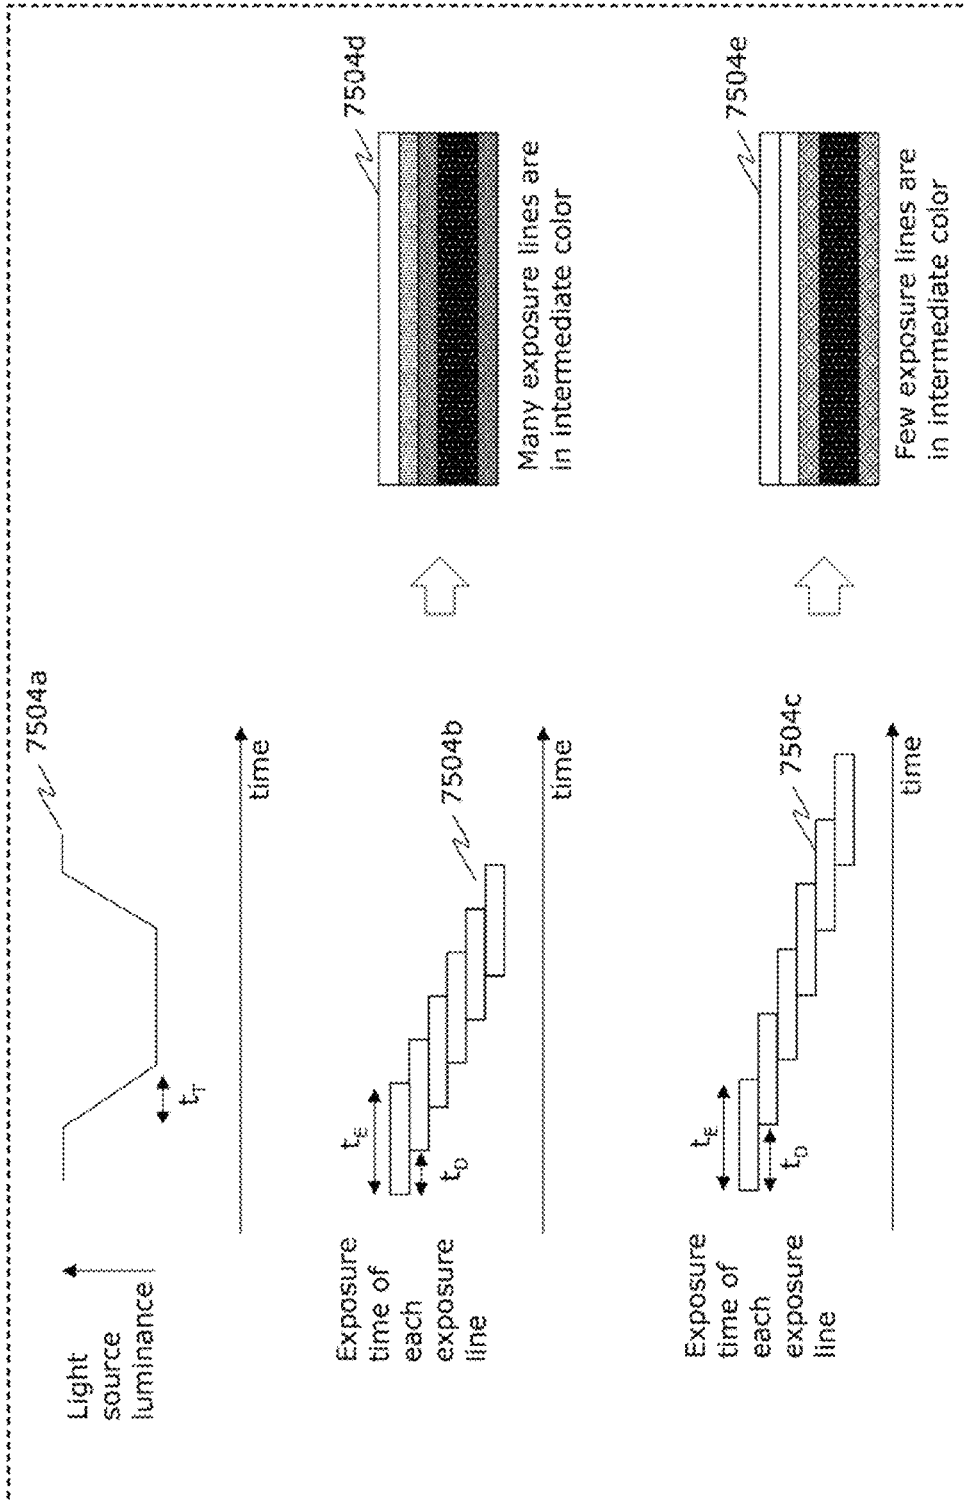 Light
source
luminance
t_T
time
7504a
Exposure
time of
each
exposure
line
t_E
t_D
7504b
time
7504d
Many exposure lines are
in intermediate color
Exposure
time of
each
exposure
line
t_E
t_D
7504c
time
7504e
Few exposure lines are
in intermediate color